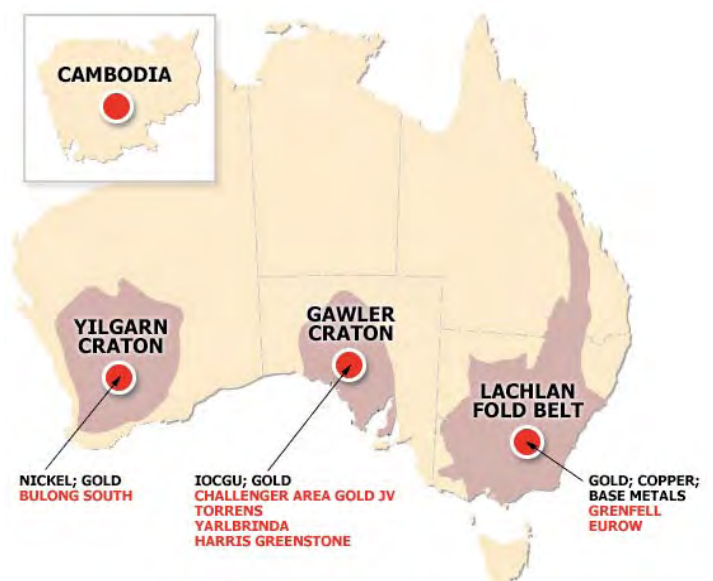 CAMBODIA
YILGARN
CRATON
GAWLER
CRATON
LACHLAN
FOLD BELT
NICKEL; GOLD
BULONG SOUTH
IOCGU; GOLD
CHALLENGER AREA GOLD JV
TORRENS
YARLBRINDA
HARRIS GREENSTONE
GOLD; COPPER;
BASE METALS
GRENFELL
EUROW